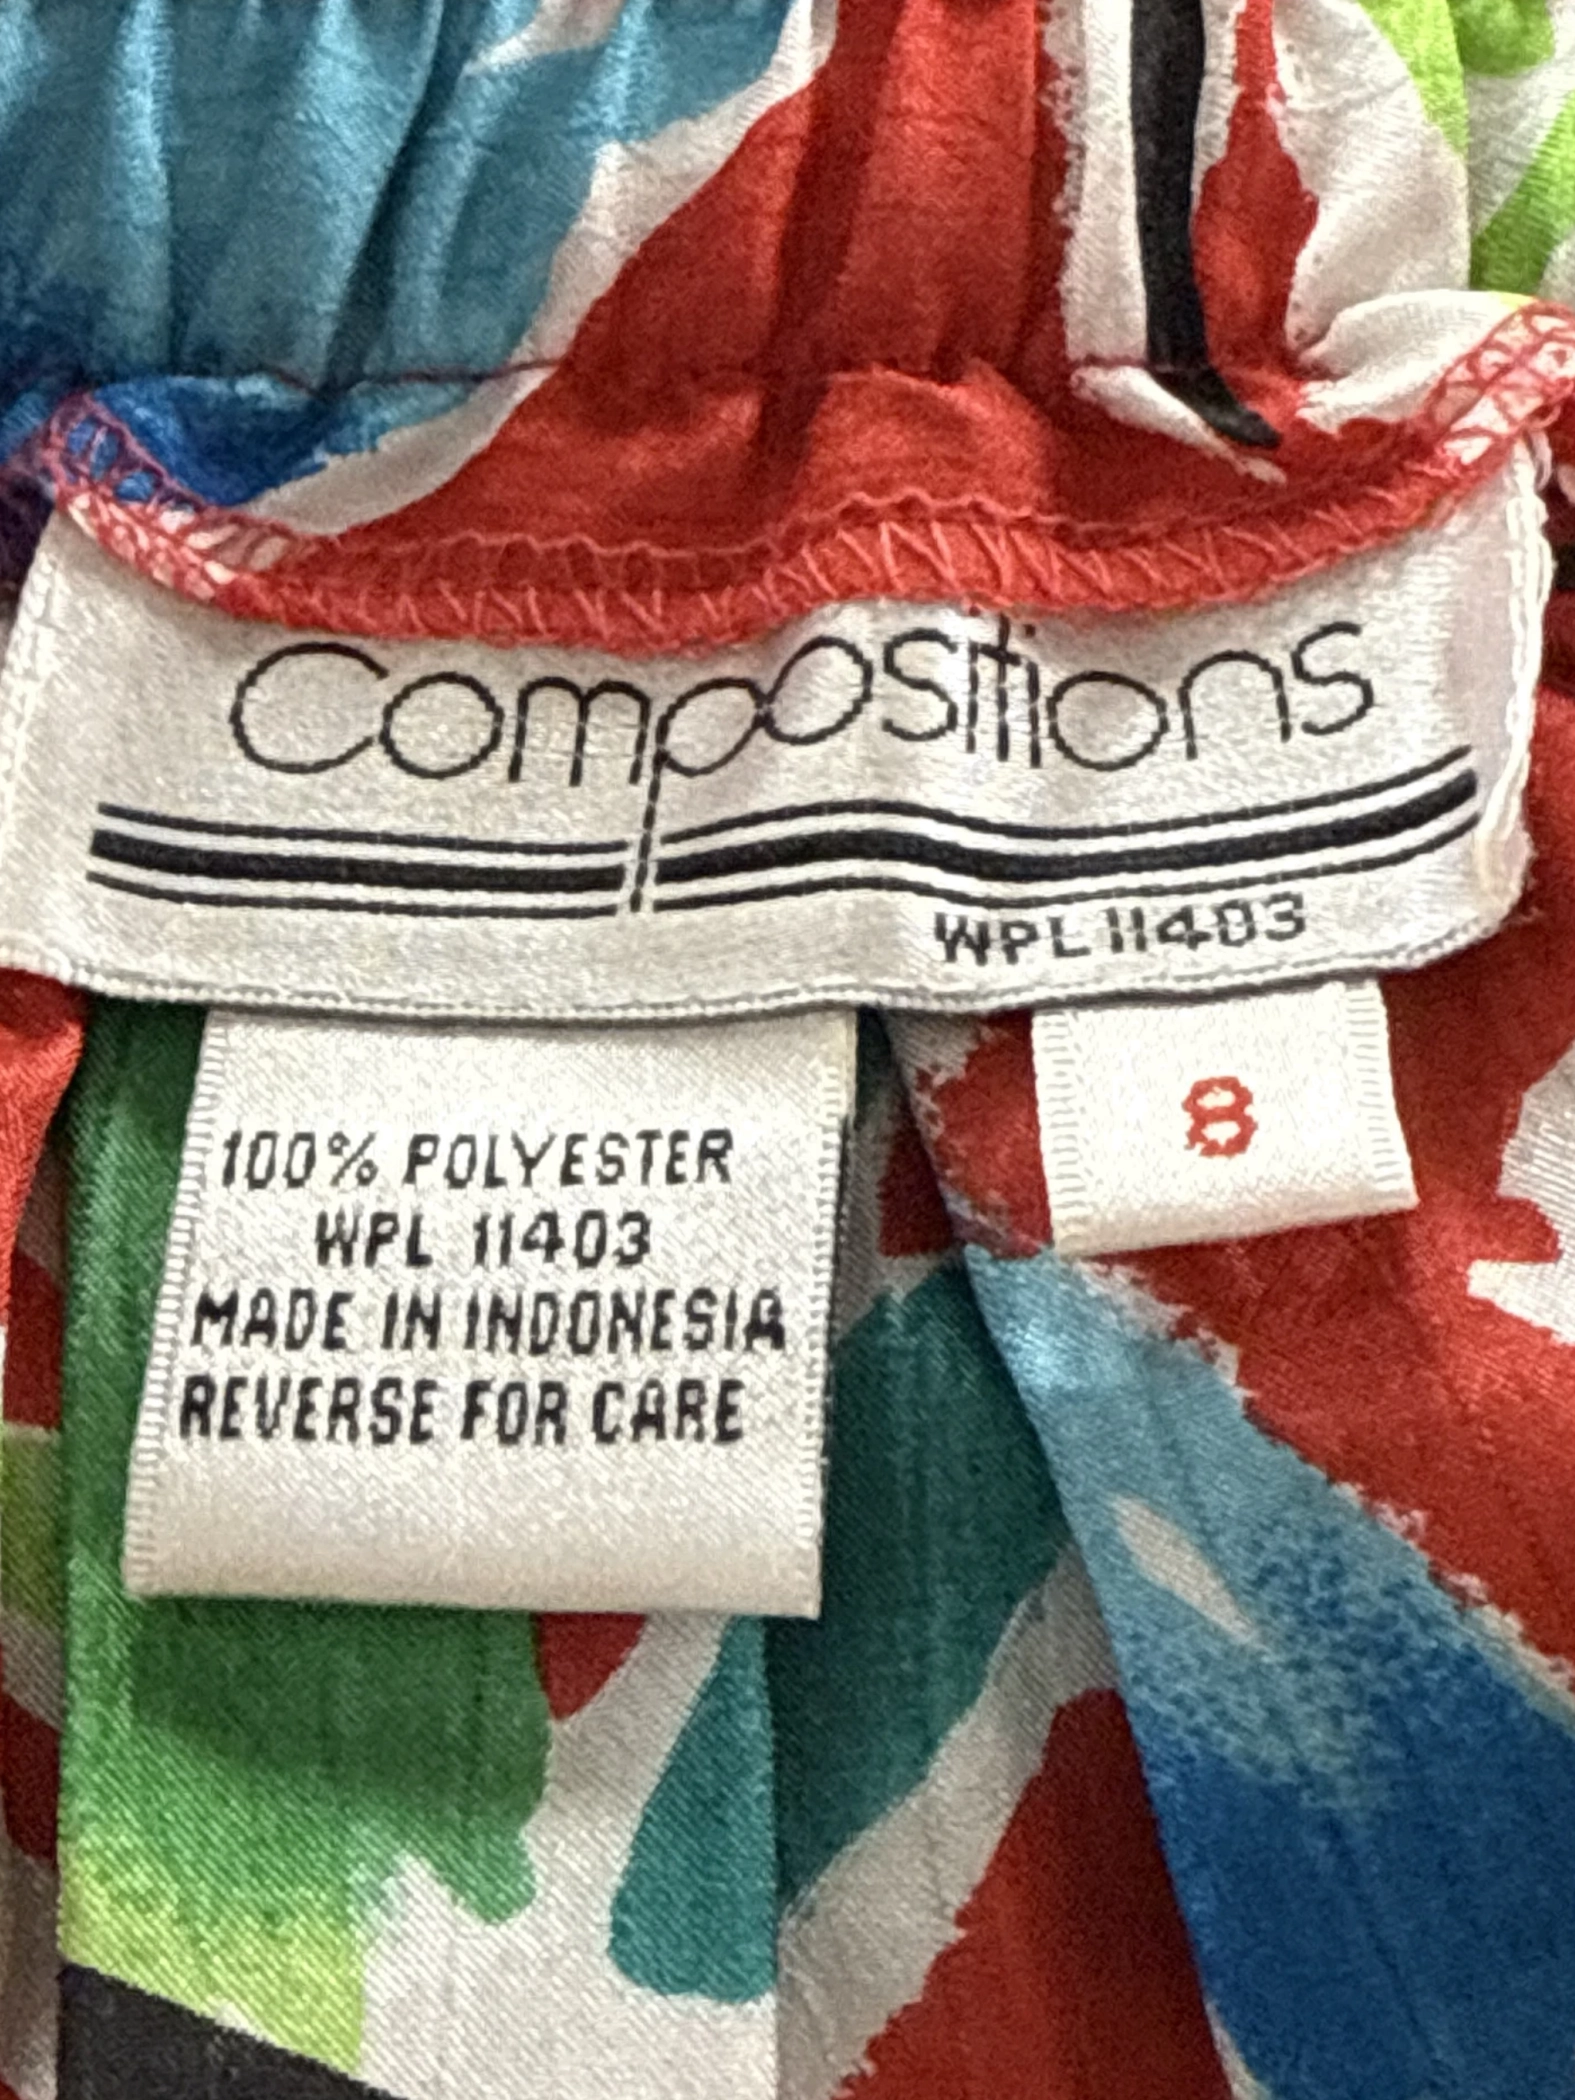 Compositions
WPL 11403
8
100% POLYESTER
WPL 11403
MADE IN INDONESIA
REVERSE FOR CARE